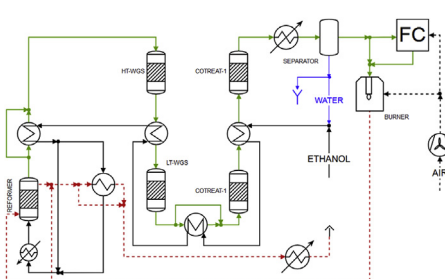 HT-WGS
COTREAT-1
SEPARATOR
FC
WATER
BURNER
ETHANOL
AIR
LT-WGS
COTREAT-1
REFORMER